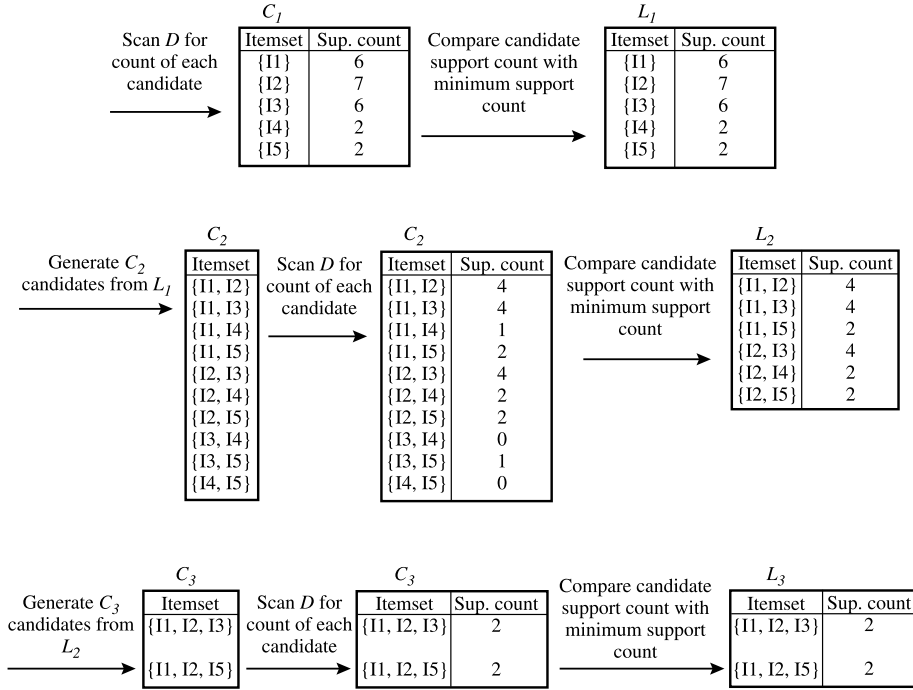 C1
L1
Scan D for
count of each
candidate
Itemset Sup. count
{I1} 6
{I2} 7
{I3} 6
{I4} 2
{I5} 2
Compare candidate
support count with
minimum support
count
Itemset Sup. count
{I1} 6
{I2} 7
{I3} 6
{I4} 2
{I5} 2
C2
C2
L2
Generate C2
candidates from L1
Itemset
{I1, I2}
{I1, I3}
{I1, I4}
{I1, I5}
{I2, I3}
{I2, I4}
{I2, I5}
{I3, I4}
{I3, I5}
{I4, I5}
Scan D for
count of each
candidate
Itemset Sup. count
{I1, I2} 4
{I1, I3} 4
{I1, I4} 1
{I1, I5} 2
{I2, I3} 4
{I2, I4} 2
{I2, I5} 2
{I3, I4} 0
{I3, I5} 1
{I4, I5} 0
Compare candidate
support count with
minimum support
count
Itemset Sup. count
{I1, I2} 4
{I1, I3} 4
{I1, I5} 2
{I2, I3} 4
{I2, I4} 2
{I2, I5} 2
C3
C3
L3
Generate C3
candidates from
L2
Itemset
{I1, I2, I3}
{I1, I2, I5}
Scan D for
count of each
candidate
Itemset Sup. count
{I1, I2, I3} 2
{I1, I2, I5} 2
Compare candidate
support count with
minimum support
count
Itemset Sup. count
{I1, I2, I3} 2
{I1, I2, I5} 2